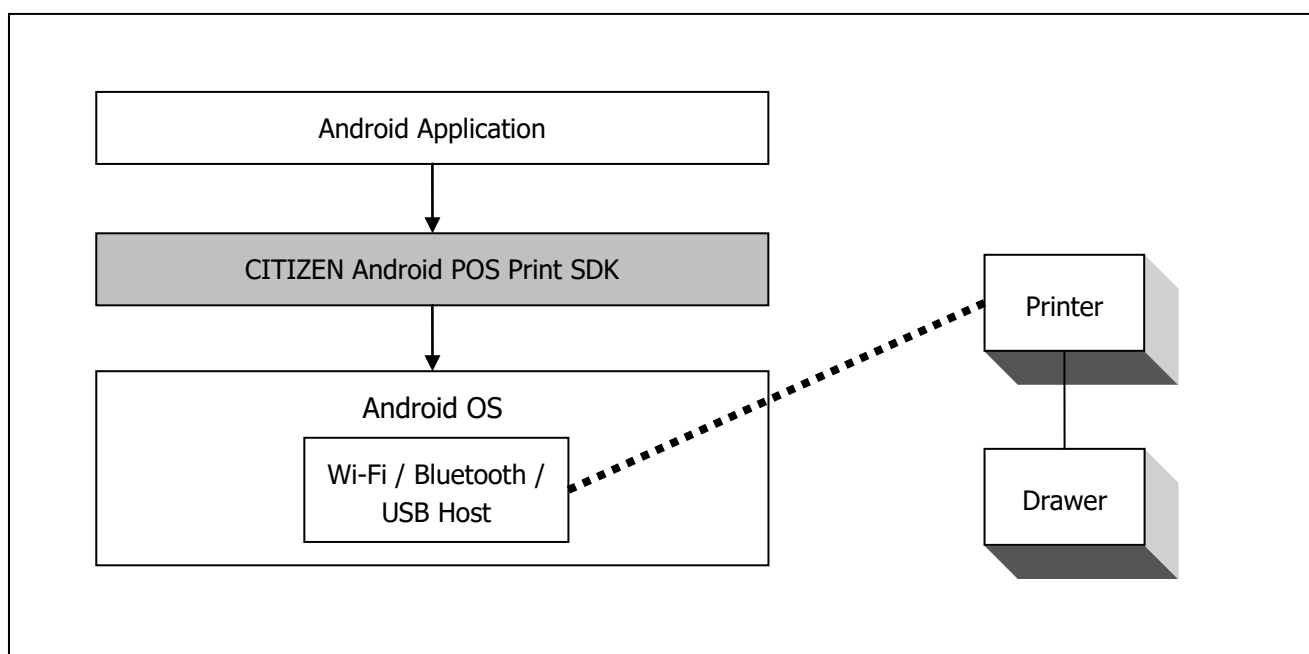 Android Application
CITIZEN Android POS Print SDK
Printer
Android OS
Wi-Fi / Bluetooth /
USB Host
Drawer